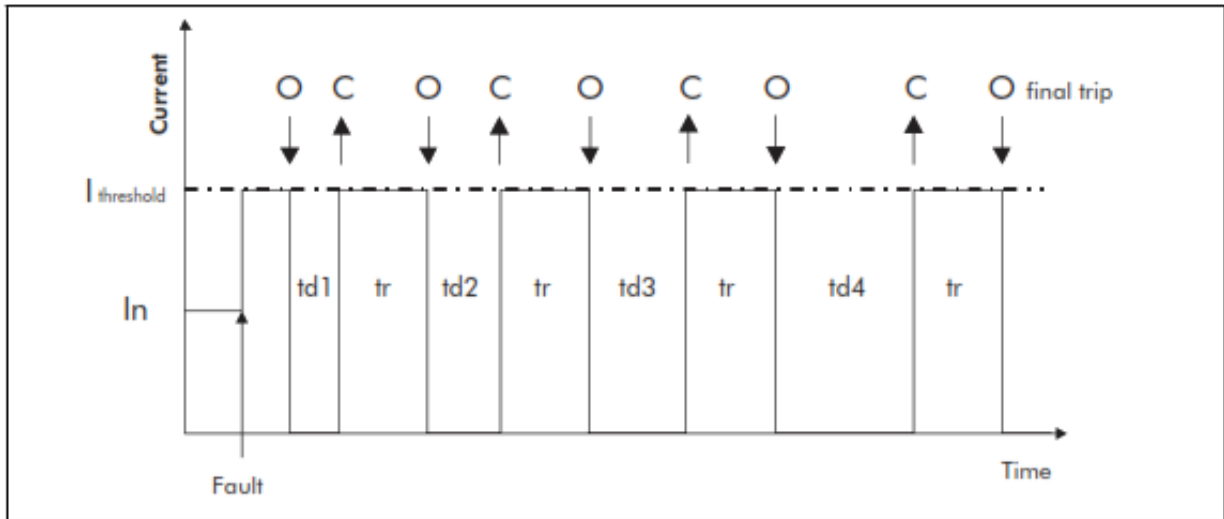 Current
O C O C O C O C O final trip
I threshold
td1 tr td2 tr td3 tr td4 tr
In
Fault
Time